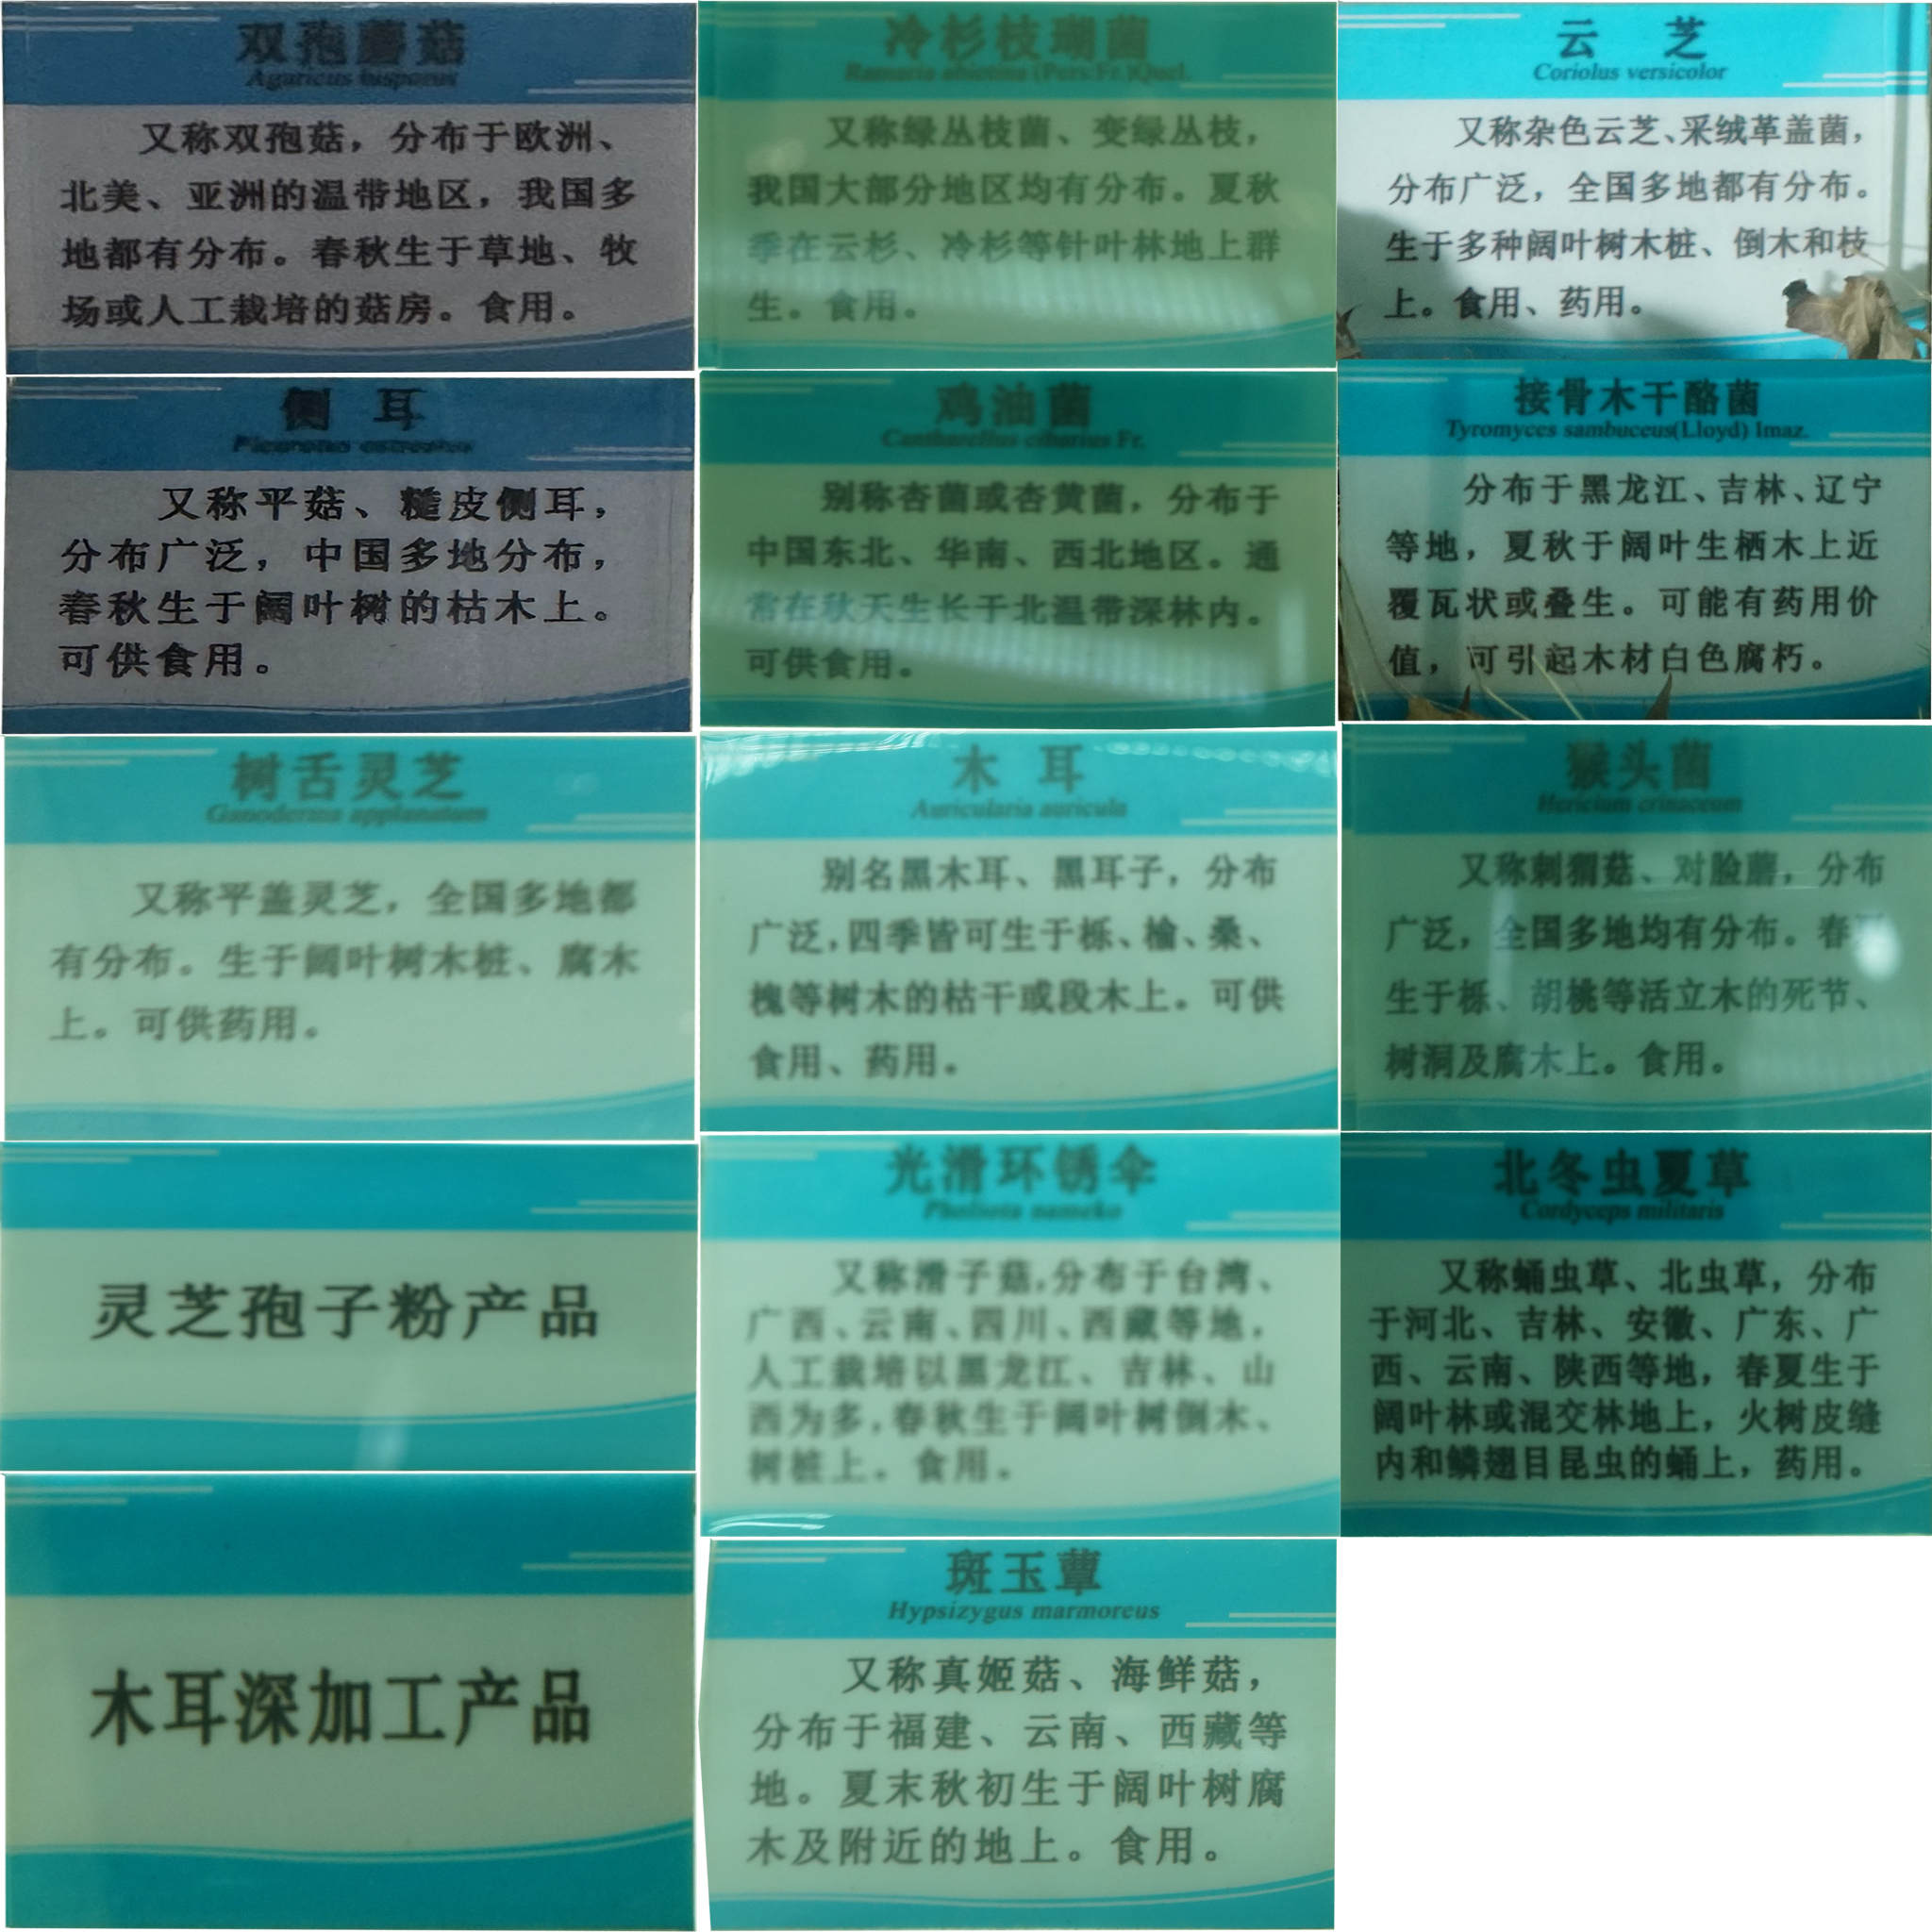 双孢蘑菇
Agaricus bisporus
又称双孢菇，分布于欧洲、
北美、亚洲的温带地区，我国多
地都有分布。春秋生于草地、牧
场或人工栽培的菇房。食用。
冷杉枝瑚菌
Ramaria abietina (Pers:Fr.)Quel.
又称绿丛枝菌、变绿丛枝，
我国大部分地区均有分布。夏秋
季在云杉、冷杉等针叶林地上群
生。食用。
云 芝
Coriolus versicolor
又称杂色云芝、采绒革盖菌，
分布广泛，全国多地都有分布。
生于多种阔叶树木桩、倒木和枝
上。食用、药用。
侧 耳
又称平菇、糙皮侧耳，
分布广泛，中国多地分布，
春秋生于阔叶树的枯木上。
可供食用。
鸡油菌
Cantharellus cibarius Fr.
别称杏菌或杏黄菌，分布于
中国东北、华南、西北地区。通
常在秋天生长于北温带深林内。
可供食用。
接骨木干酪菌
Tyromyces sambuceus(Lloyd) Imaz.
分布于黑龙江、吉林、辽宁
等地，夏秋于阔叶生栖木上近
覆瓦状或叠生。可能有药用价
值，可引起木材白色腐朽。
树舌灵芝
Ganoderma applanatum
又称平盖灵芝，全国多地都
有分布。生于阔叶树木桩、腐木
上。可供药用。
木 耳
Auricularia auricula
别名黑木耳、黑耳子，分布
广泛，四季皆可生于栎、榆、桑、
槐等树木的枯干或段木上。可供
食用、药用。
猴头菌
Hericium erinaceum
又称刺猬菇、对脸蘑，分布
广泛，全国多地均有分布。春
生于栎、胡桃等活立木的死节、
树洞及腐木上。食用。
灵芝孢子粉产品
光滑环锈伞
Pholiota nameko
又称滑子菇，分布于台湾、
广西、云南、四川、西藏等地，
人工栽培以黑龙江、吉林、山
西为多，春秋生于阔叶树倒木、
树桩上。食用。
北冬虫夏草
Cordyceps militaris
又称蛹虫草、北虫草，分布
于河北、吉林、安徽、广东、广
西、云南、陕西等地，春夏生于
阔叶林或混交林地上，火树皮缝
内和鳞翅目昆虫的蛹上，药用。
木耳深加工产品
斑玉蕈
Hypsizygus marmoreus
又称真姬菇、海鲜菇，
分布于福建、云南、西藏等
地。夏末秋初生于阔叶树腐
木及附近的地上。食用。